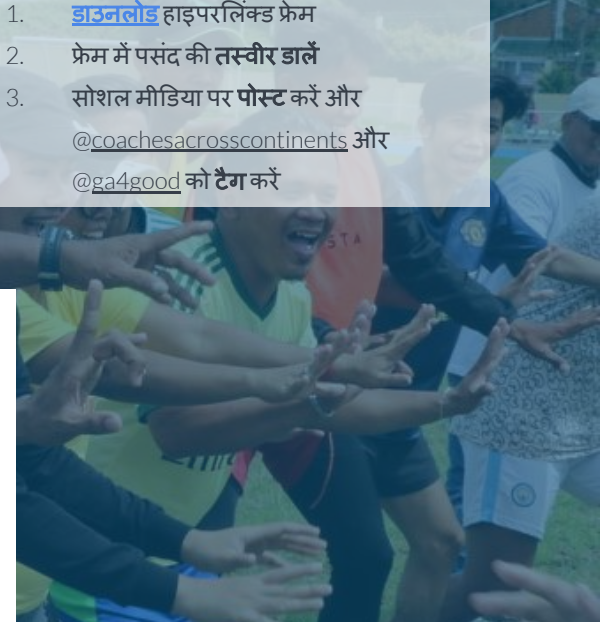 1. डाउनलोड हाइपरलिंक्ड फ्रेम
2. फ्रेम में पसंद की तस्वीर डालें
3. सोशल मीडिया पर पोस्ट करें और
@coachesacrosscontinents और
@ga4good को टैग करें